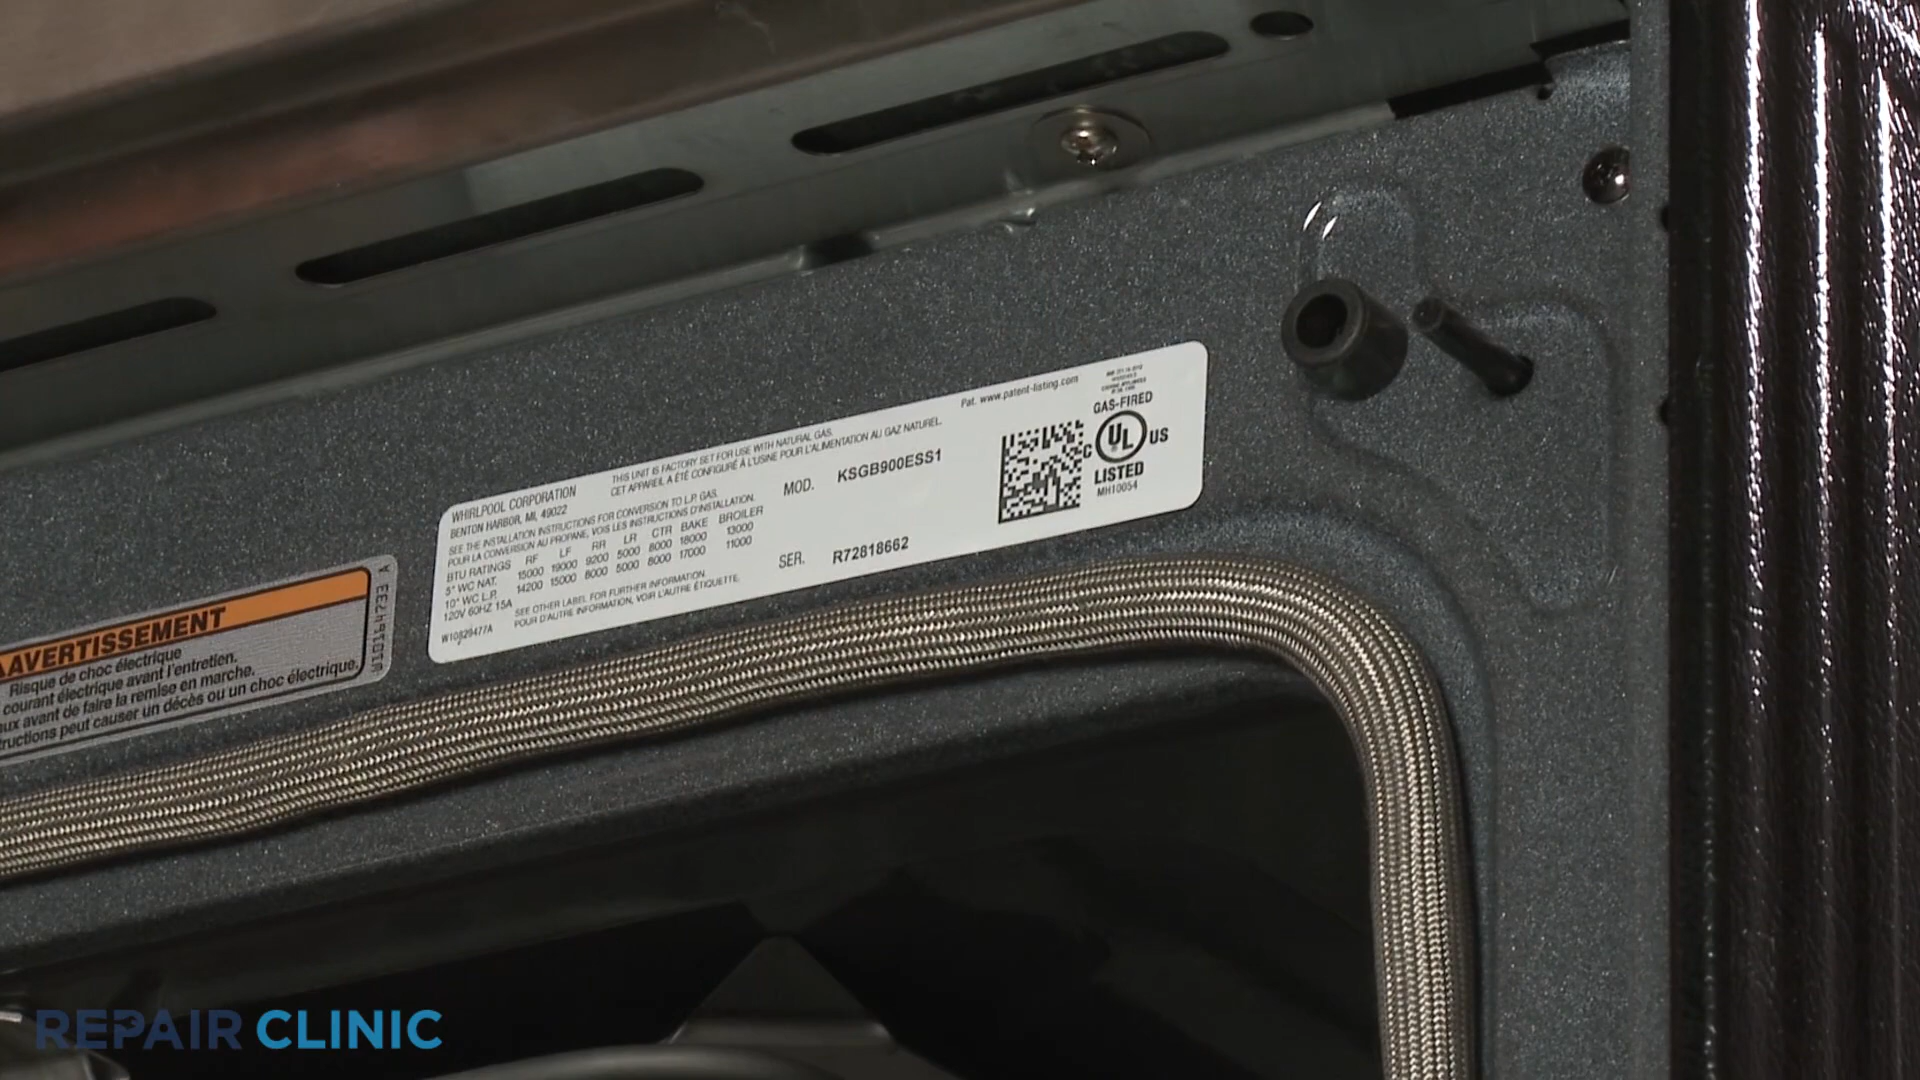 WHIRLPOOL CORPORATION
BENTON HARBOR, MI, 49022
THIS UNIT IS FACTORY SET FOR USE WITH NATURAL GAS.
CET APPAREIL A ÉTÉ CONFIGURÉ À L'USINE POUR L'ALIMENTATION AU GAZ NATUREL.
SEE THE INSTALLATION INSTRUCTIONS FOR CONVERSION TO L.P. GAS.
POUR LA CONVERSION AU PROPANE, VOIS LES INSTRUCTIONS D'INSTALLATION.
BTU RATINGS RF LF RR LR CTR BAKE BROILER
5" WC NAT. 15000 19000 9200 5000 8000 18000 13000
10" WC L.P. 14200 15000 8000 5000 8000 17000 11000
120V 60HZ 15A
SEE OTHER LABEL FOR FURTHER INFORMATION.
POUR D'AUTRE INFORMATION, VOIR L'AUTRE ÉTIQUETTE.
W10829477A
MOD. KSGB900ESS1
SER. R72818662
Pat. www.patent-listing.com
GAS-FIRED
C UL US
®
LISTED
MH10054
AVERTISSEMENT
Risque de choc électrique
courant électrique avant l'entretien.
aux avant de faire la remise en marche.
tructions peut causer un décès ou un choc électrique.
REPAIR CLINIC